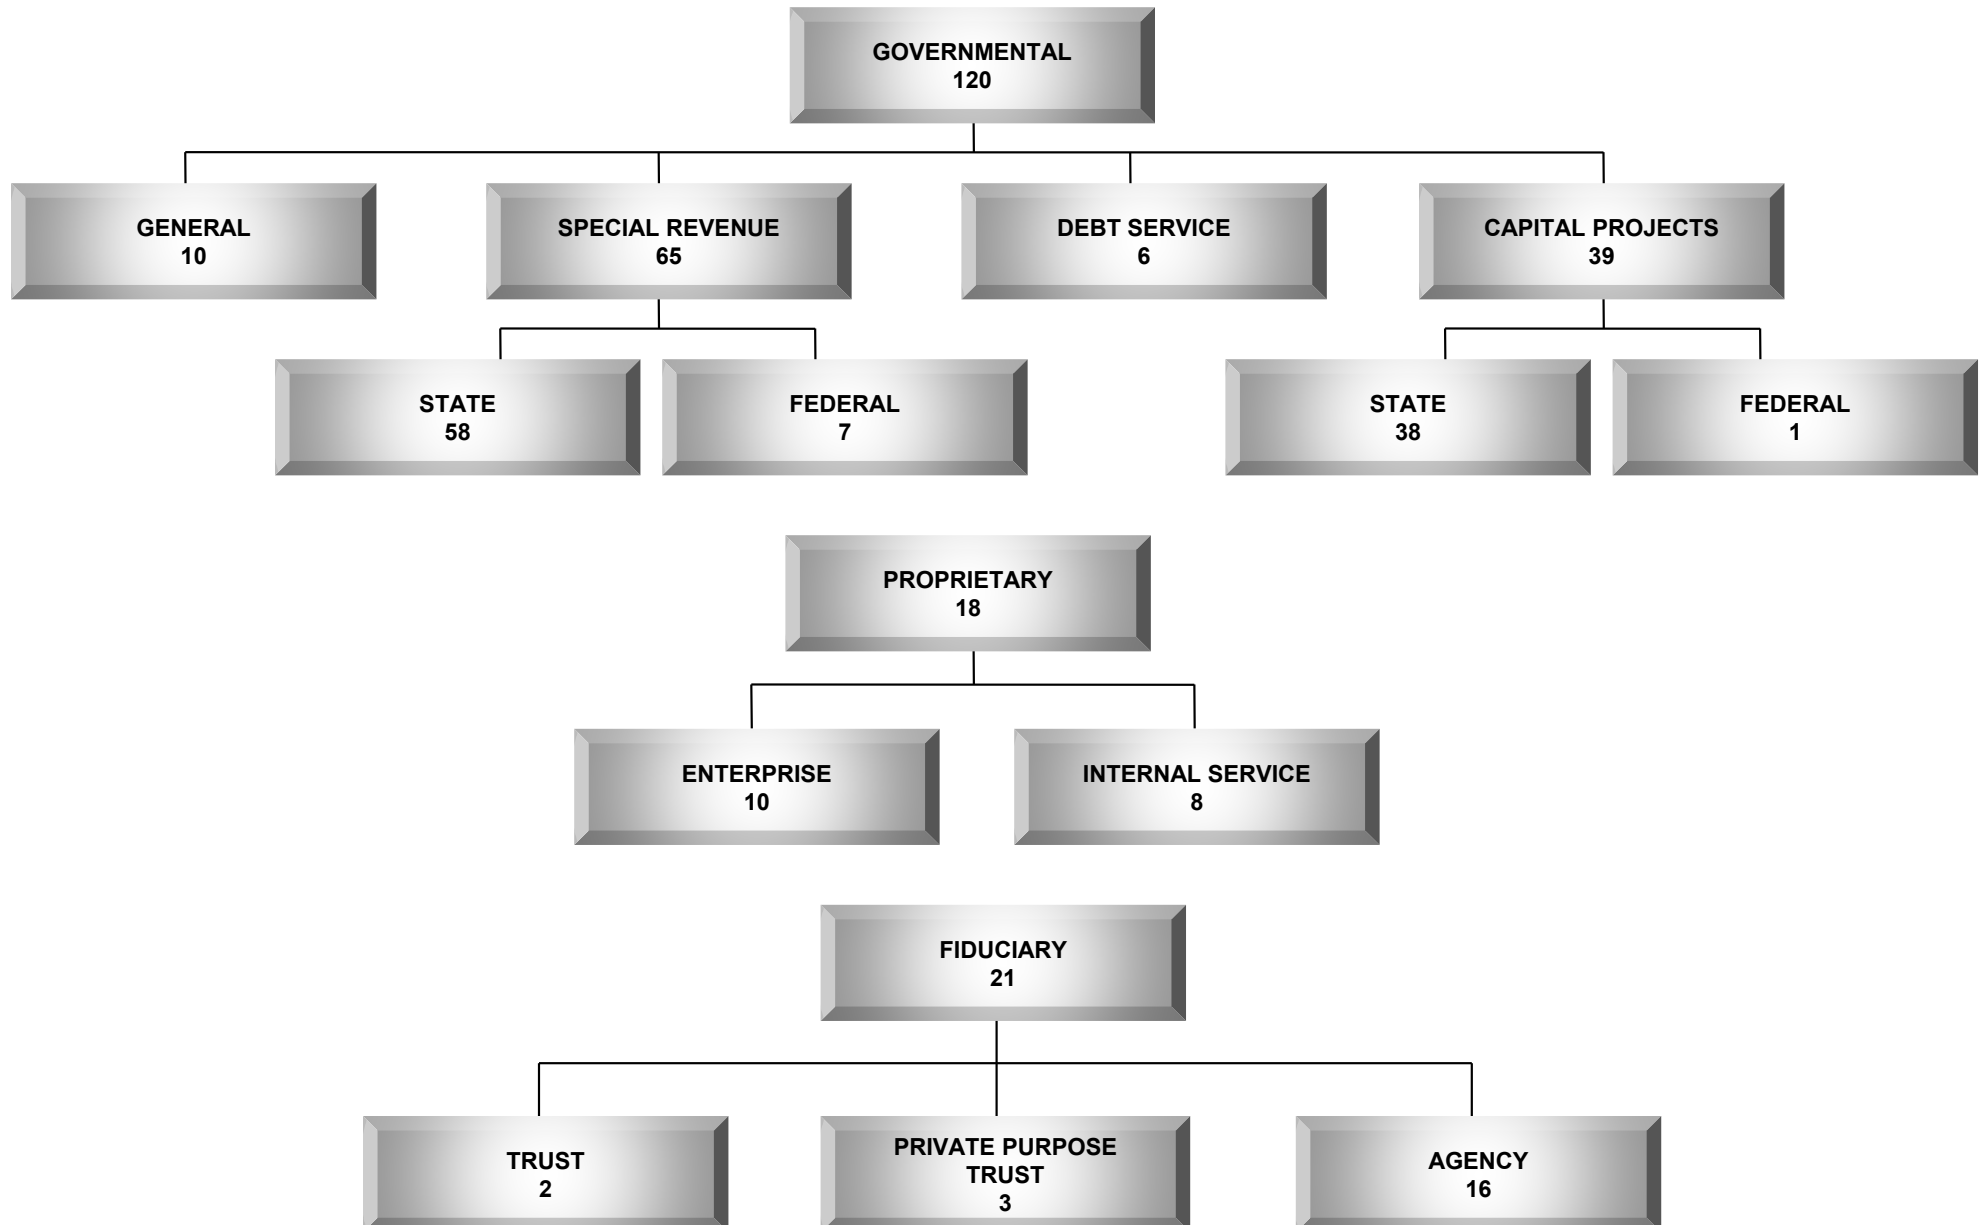 GOVERNMENTAL
120
GENERAL
10
SPECIAL REVENUE
65
DEBT SERVICE
6
CAPITAL PROJECTS
39
STATE
58
FEDERAL
7
STATE
38
FEDERAL
1
PROPRIETARY
18
ENTERPRISE
10
INTERNAL SERVICE
8
FIDUCIARY
21
TRUST
2
PRIVATE PURPOSE
TRUST
3
AGENCY
16